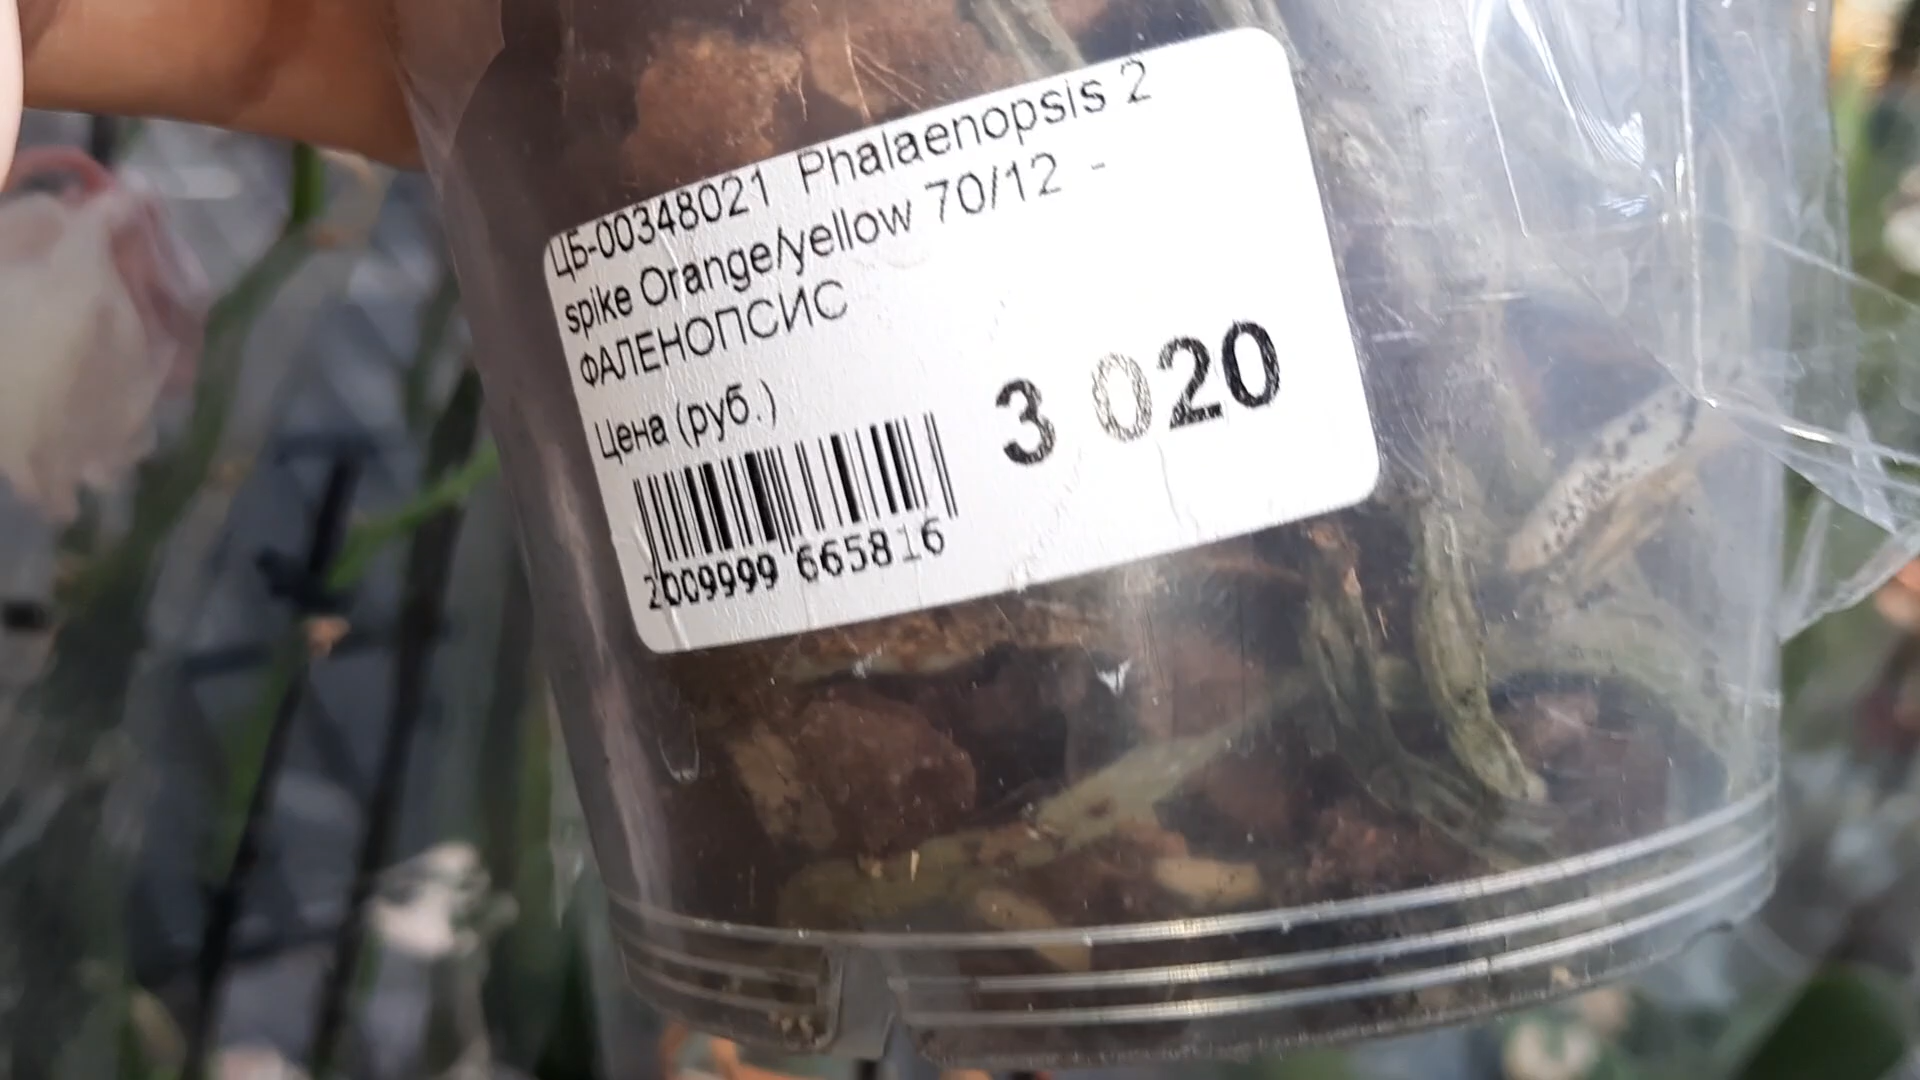 ЦБ-00348021 Phalaenopsis 2
spike Orange/yellow 70/12 -
ФАЛЕНОПСИС
Цена (руб.)
3 020
2009999 665816